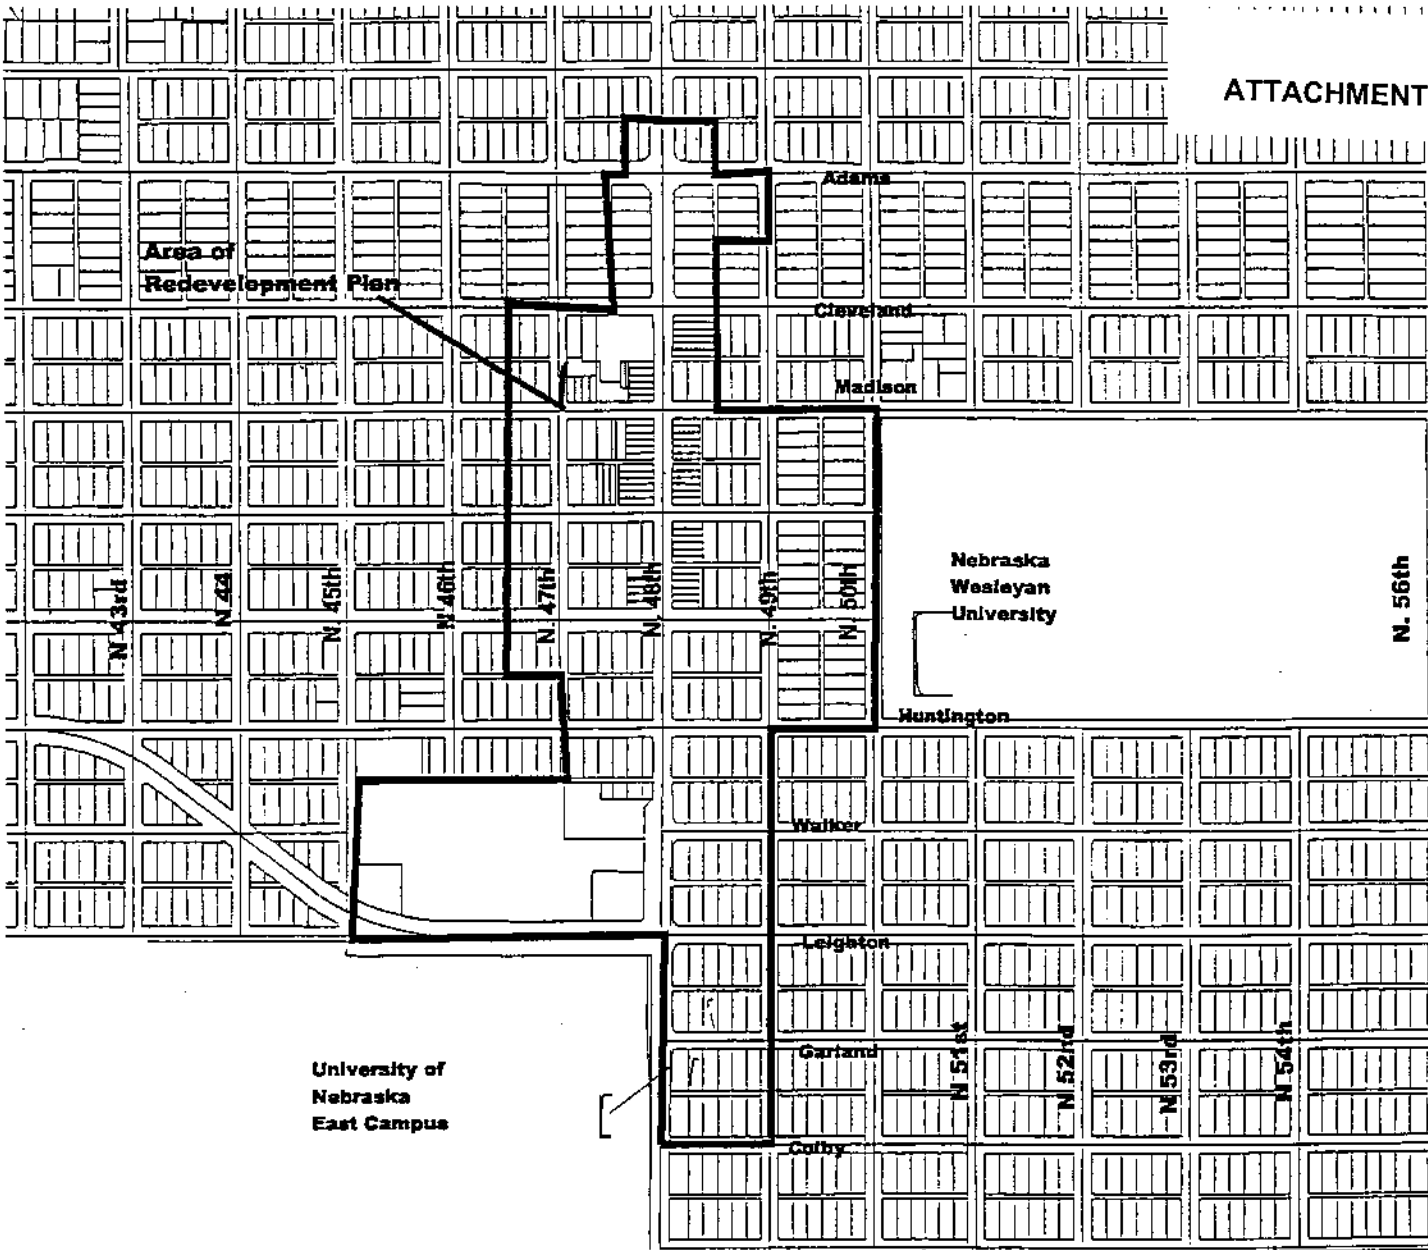 ATTACHMENT
Adams
Area of
Redevelopment Plan
Cleveland
Madison
Nebraska
Wesleyan
University
N. 56th
N 43rd
N 44
N. 45th
N. 46th
N. 47th
N. 48th
N. 49th
N. 50th
Huntington
Walker
Leighton
N 51st
N 52nd
N 53rd
N 54th
Garland
University of
Nebraska
East Campus
Colby